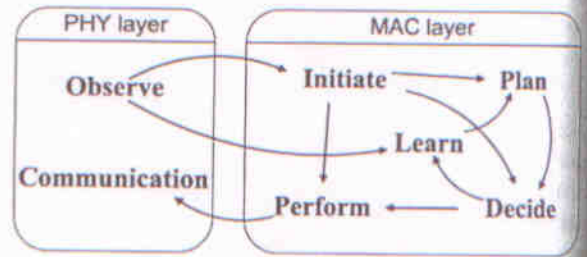 PHY layer
MAC layer
Observe
Initiate
Plan
Learn
Communication
Perform
Decide